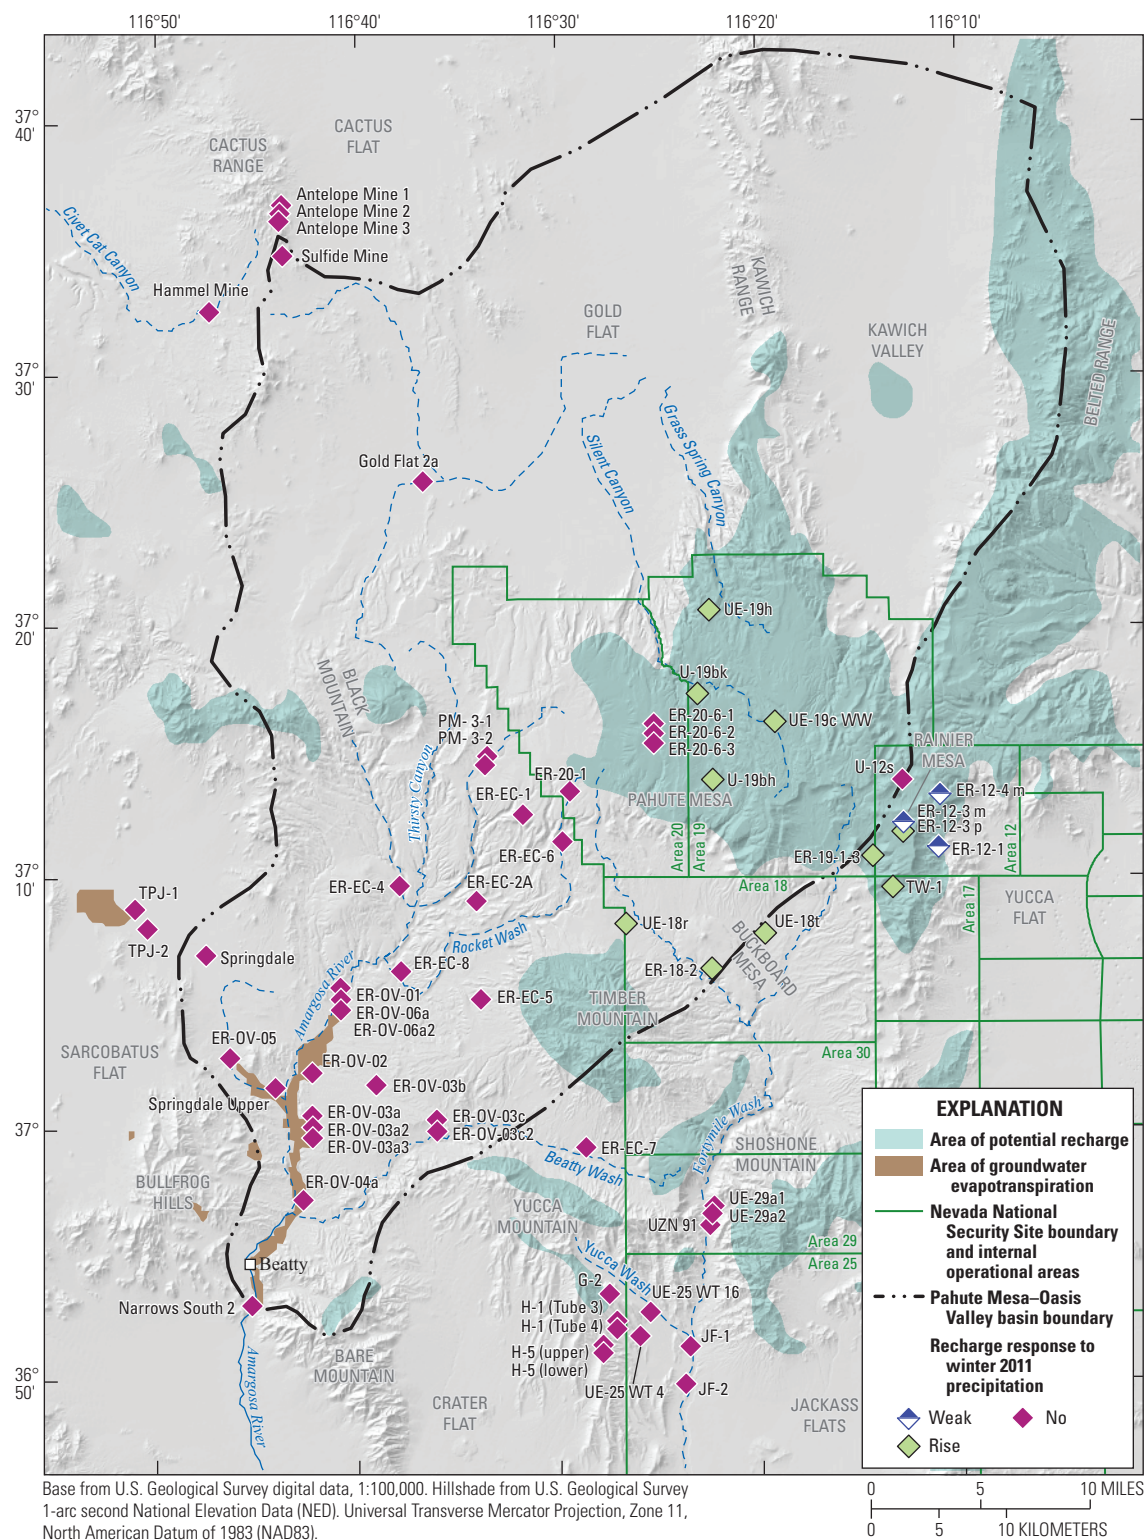 116°50'
116°40'
116°30'
116°20'
116°10'
37°
40'
CACTUS
FLAT
CACTUS
RANGE
Antelope Mine 1
Antelope Mine 2
Antelope Mine 3
Civet Cat Canyon
Sulfide Mine
Hammel Mine
KAWICH
RANGE
GOLD
FLAT
KAWICH
VALLEY
BELTED RANGE
37°
30'
Grass Spring Canyon
Silent Canyon
Gold Flat 2a
37°
20'
UE-19h
BLACK
MOUNTAIN
U-19bk
PM- 3-1
PM- 3-2
ER-20-6-1
ER-20-6-2
ER-20-6-3
UE-19c WW
RAINIER
MESA
U-12s
Thirsty Canyon
ER-20-1
U-19bh
PAHUTE MESA
ER-12-4 m
ER-EC-1
ER-12-3 m
ER-12-3 p
ER-EC-6
Area 20
Area 19
ER-19-1-3
ER-12-1
Area 12
37°
10'
ER-EC-4
ER-EC-2A
Area 18
TW-1
Area 17
YUCCA
FLAT
TPJ-1
TPJ-2
Springdale
Rocket Wash
UE-18r
UE-18t
BUCKBOARD
MESA
ER-EC-8
ER-18-2
Amargosa River
ER-OV-01
ER-OV-06a
ER-OV-06a2
ER-EC-5
TIMBER
MOUNTAIN
SARCOBATUS
FLAT
ER-OV-05
ER-OV-02
Area 30
Springdale Upper
ER-OV-03b
37°
ER-OV-03a
ER-OV-03a2
ER-OV-03a3
ER-OV-03c
ER-OV-03c2
ER-EC-7
Beatty Wash
Fortymile Wash
SHOSHONE
MOUNTAIN
BULLFROG
HILLS
ER-OV-04a
YUCCA
MOUNTAIN
UE-29a1
UE-29a2
UZN 91
Area 29
Area 25
Yucca Wash
Beatty
G-2
UE-25 WT 16
Narrows South 2
H-1 (Tube 3)
H-1 (Tube 4)
H-5 (upper)
H-5 (lower)
JF-1
UE-25 WT 4
JF-2
BARE
MOUNTAIN
36°
50'
Amargosa River
CRATER
FLAT
JACKASS
FLATS
EXPLANATION
Area of potential recharge
Area of groundwater
evapotranspiration
Nevada National
Security Site boundary
and internal
operational areas
Pahute Mesa–Oasis
Valley basin boundary
Recharge response to
winter 2011
precipitation
Weak
No
Rise
Base from U.S. Geological Survey digital data, 1:100,000. Hillshade from U.S. Geological Survey
1-arc second National Elevation Data (NED). Universal Transverse Mercator Projection, Zone 11,
North American Datum of 1983 (NAD83).
0 5 10 MILES
0 5 10 KILOMETERS